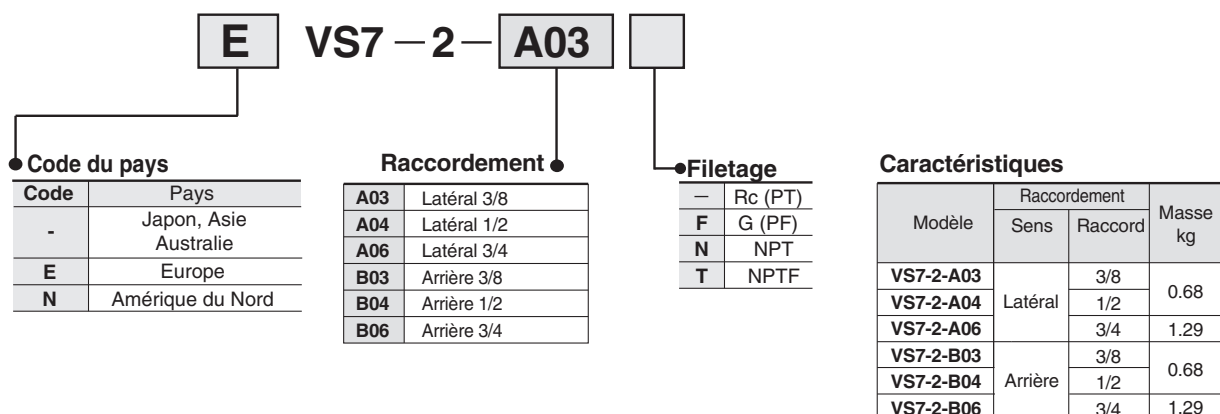 E VS7 — 2 — A03
Code du pays
Code Pays
- Japon, Asie
Australie
E Europe
N Amérique du Nord
Raccordement
A03 Latéral 3/8
A04 Latéral 1/2
A06 Latéral 3/4
B03 Arrière 3/8
B04 Arrière 1/2
B06 Arrière 3/4
Filetage
— Rc (PT)
F G (PF)
N NPT
T NPTF
Caractéristiques
Modèle Raccordement Masse
kg
Sens Raccord
VS7-2-A03 Latéral 3/8 0.68
VS7-2-A04 1/2
VS7-2-A06 3/4 1.29
VS7-2-B03 Arrière 3/8 0.68
VS7-2-B04 1/2
VS7-2-B06 3/4 1.29